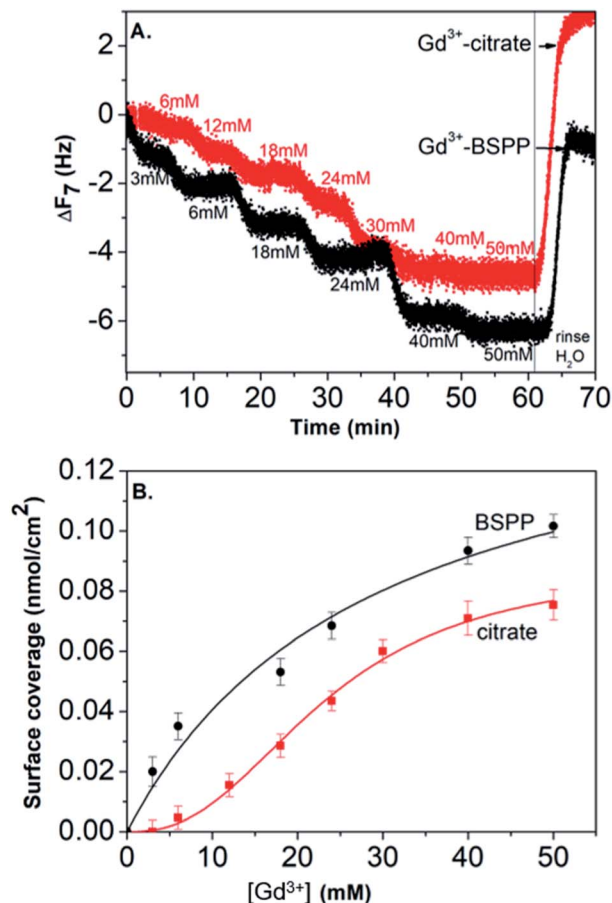 A.
Gd³⁺-citrate
Gd³⁺-BSPP
2
0
-2
-4
-6
ΔF₇ (Hz)
6mM
12mM
18mM
24mM
30mM
40mM
50mM
3mM
6mM
18mM
24mM
40mM
50mM
rinse
H₂O
0 10 20 30 40 50 60 70
Time (min)
B.
BSPP
citrate
0.12
0.10
0.08
0.06
0.04
0.02
0.00
Surface coverage (nmol/cm²)
0 10 20 30 40 50
[Gd³⁺] (mM)